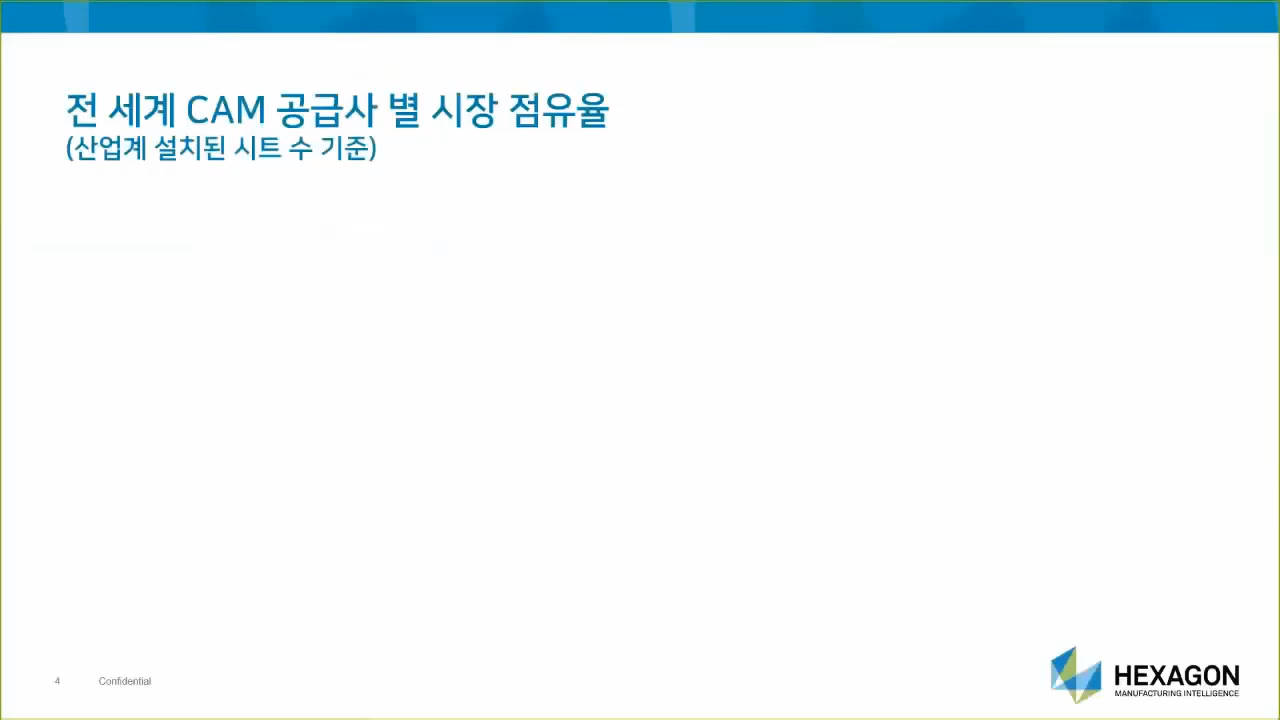 전 세계 CAM 공급사 별 시장 점유율
(산업계 설치된 시트 수 기준)
4 Confidential
HEXAGON
MANUFACTURING INTELLIGENCE